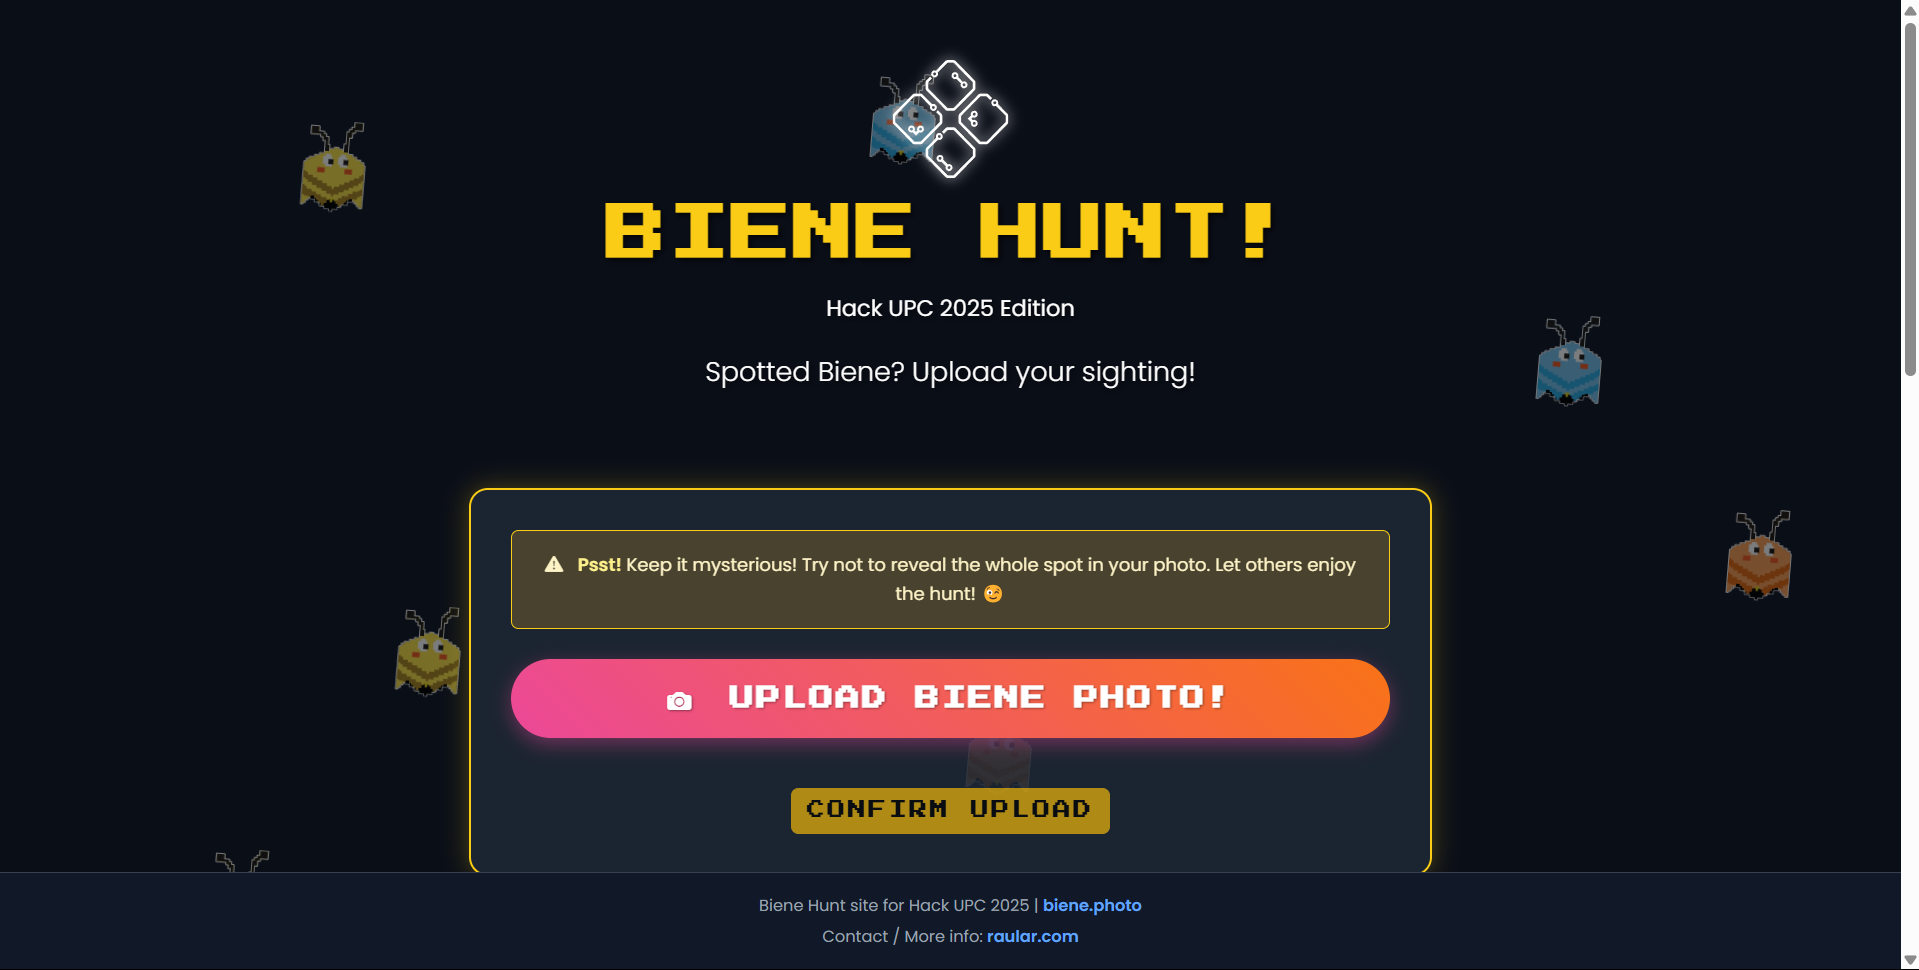 BIENE HUNT!
Hack UPC 2025 Edition
Spotted Biene? Upload your sighting!
Psst! Keep it mysterious! Try not to reveal the whole spot in your photo. Let others enjoy
the hunt! 😉
UPLOAD BIENE PHOTO!
CONFIRM UPLOAD
Biene Hunt site for Hack UPC 2025 | biene.photo
Contact / More info: raular.com